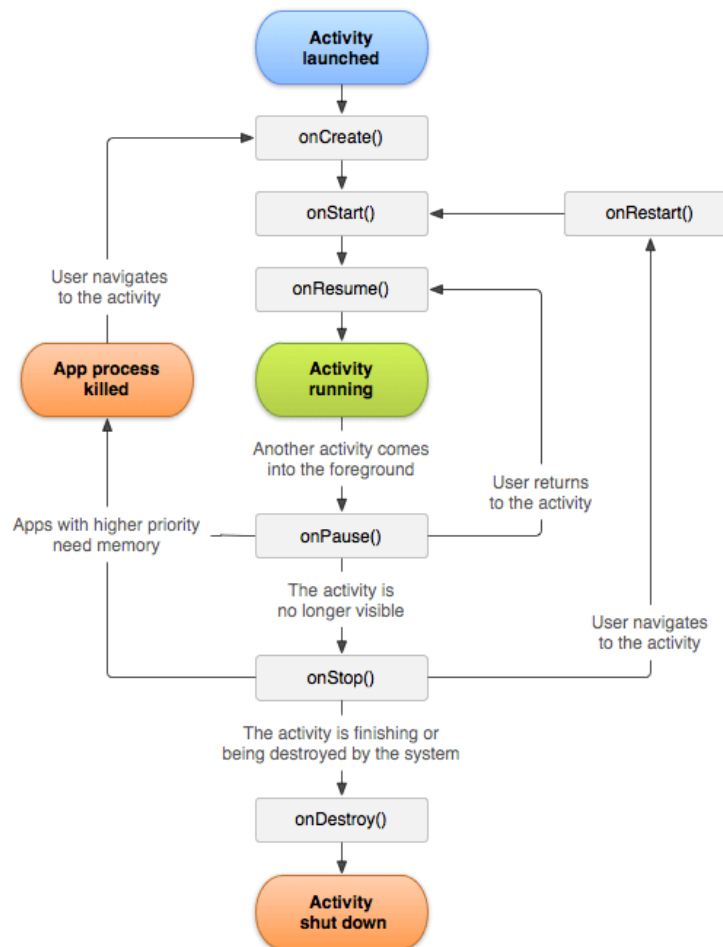 Activity
launched
onCreate()
onStart()
onRestart()
User navigates
to the activity
onResume()
App process
killed
Activity
running
Another activity comes
into the foreground
User returns
to the activity
Apps with higher priority
need memory
onPause()
The activity is
no longer visible
User navigates
to the activity
onStop()
The activity is finishing or
being destroyed by the system
onDestroy()
Activity
shut down